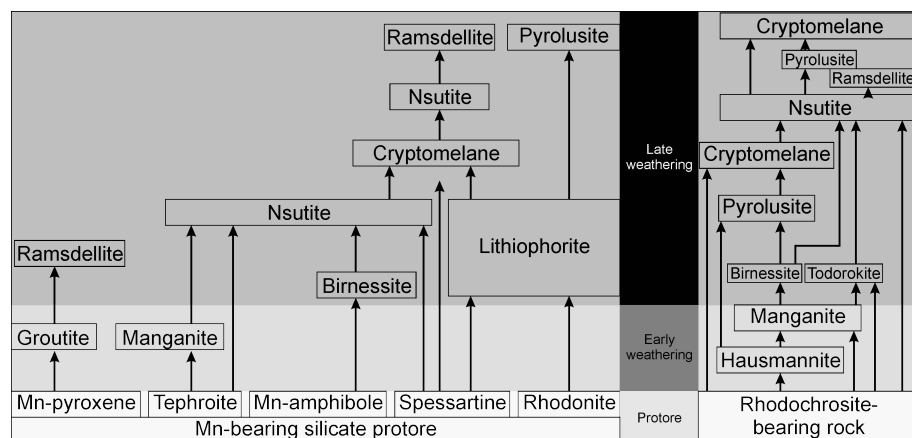 Cryptomelane
Ramsdellite
Pyrolusite
Pyrolusite
Ramsdellite
Nsutite
Nsutite
Late
weathering
Cryptomelane
Cryptomelane
Nsutite
Pyrolusite
Lithiophorite
Ramsdellite
Birnessite
Birnessite
Todorokite
Groutite
Manganite
Manganite
Early
weathering
Hausmannite
Mn-pyroxene
Tephroite
Mn-amphibole
Spessartine
Rhodonite
Protore
Rhodochrosite-
bearing rock
Mn-bearing silicate protore